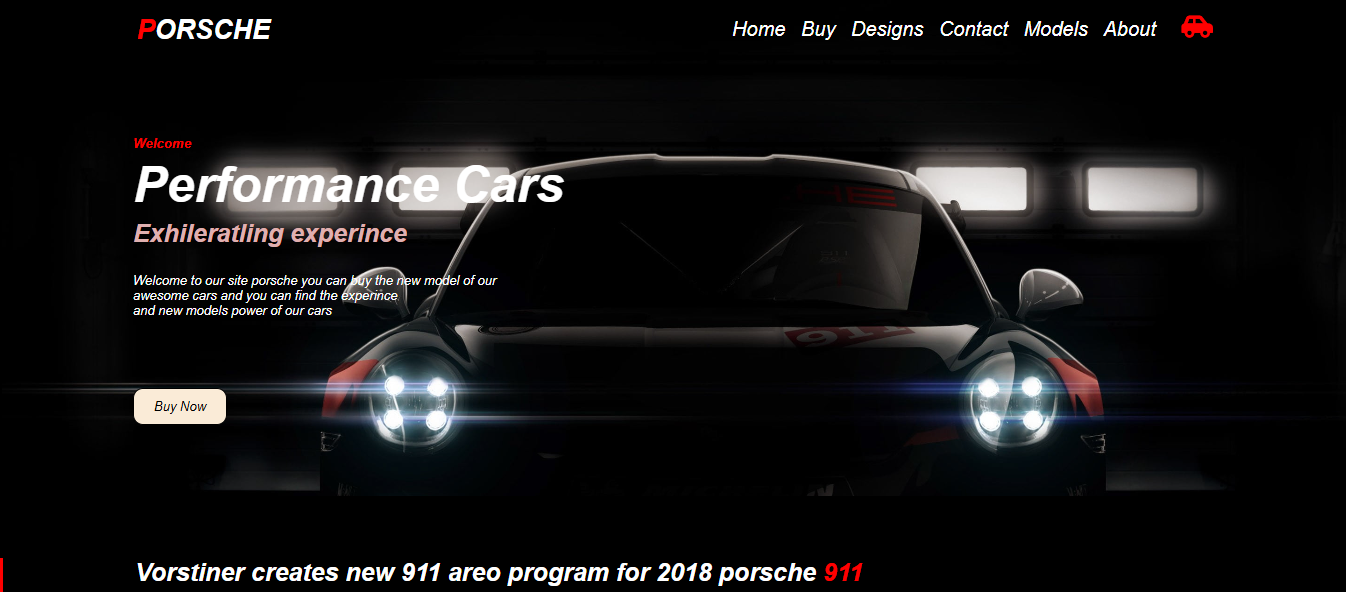 PORSCHE
Home Buy Designs Contact Models About
Welcome
Performance Cars
Exhileratling experince
Welcome to our site porsche you can buy the new model of our
awesome cars and you can find the experince
and new models power of our cars
911
Buy Now
Vorstiner creates new 911 areo program for 2018 porsche 911